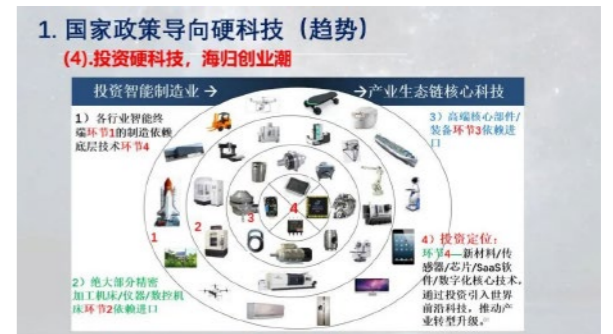 1. 国家政策导向硬科技（趋势）
(4).投资硬科技，海归创业潮
投资智能制造业 →
→产业生态链核心科技
1）各行业智能终
端环节1的制造依赖
底层技术环节4
3）高端核心部件/
装备环节3依赖进
口
1
2
3
4
2）绝大部分精密
加工机床/仪器/数控机
床环节2依赖进口
4）投资定位：
环节4—新材料/传
感器/芯片/SaaS软
件/数字化核心技术，
通过投资引入世界
前沿科技，推动产
业转型升级。